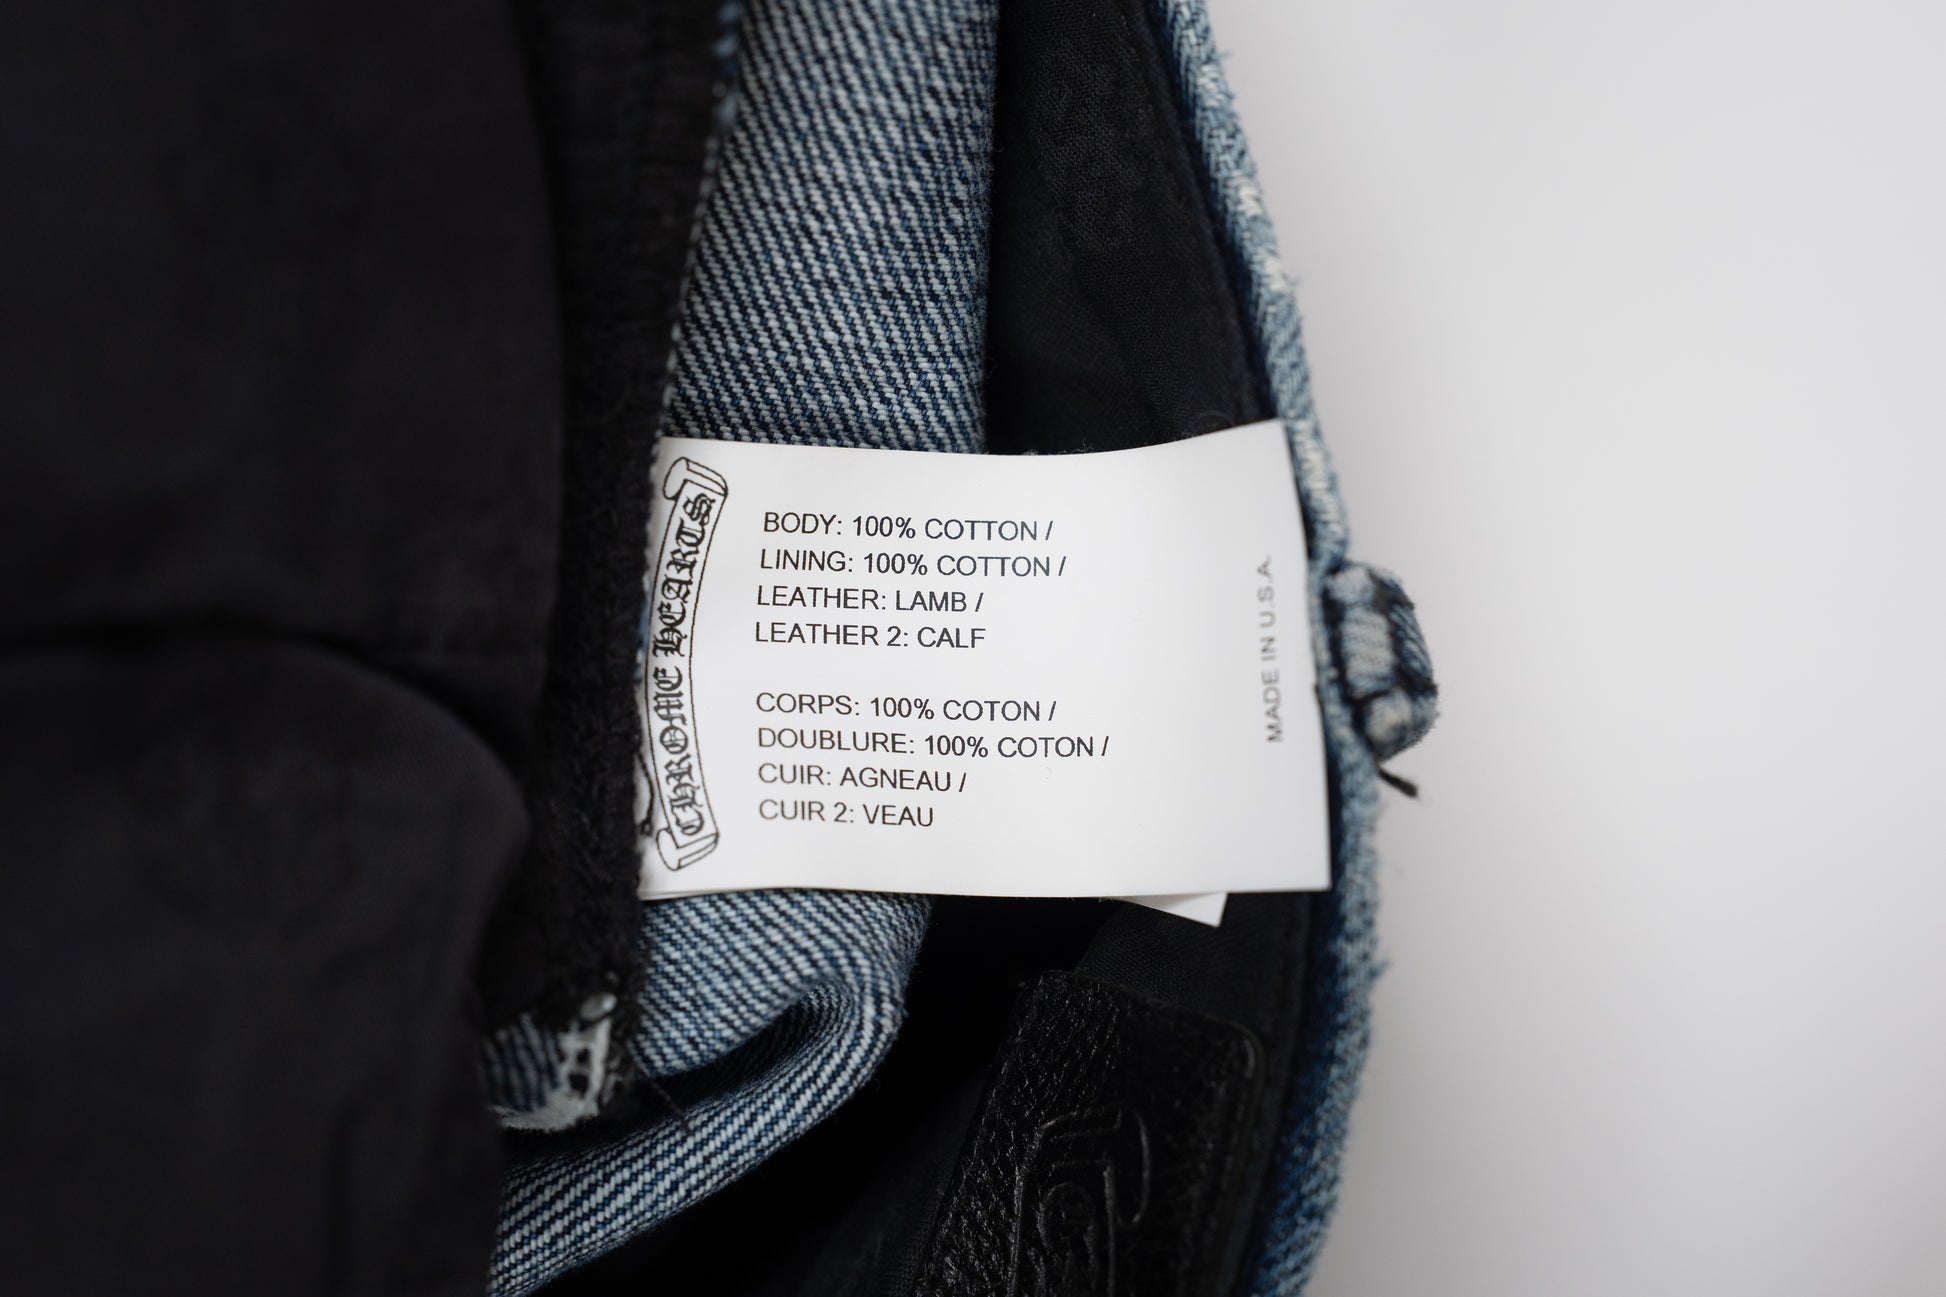 CHROME HEARTS
BODY: 100% COTTON /
LINING: 100% COTTON /
LEATHER: LAMB /
LEATHER 2: CALF
CORPS: 100% COTON /
DOUBLURE: 100% COTON /
CUIR: AGNEAU /
CUIR 2: VEAU
MADE IN U.S.A.